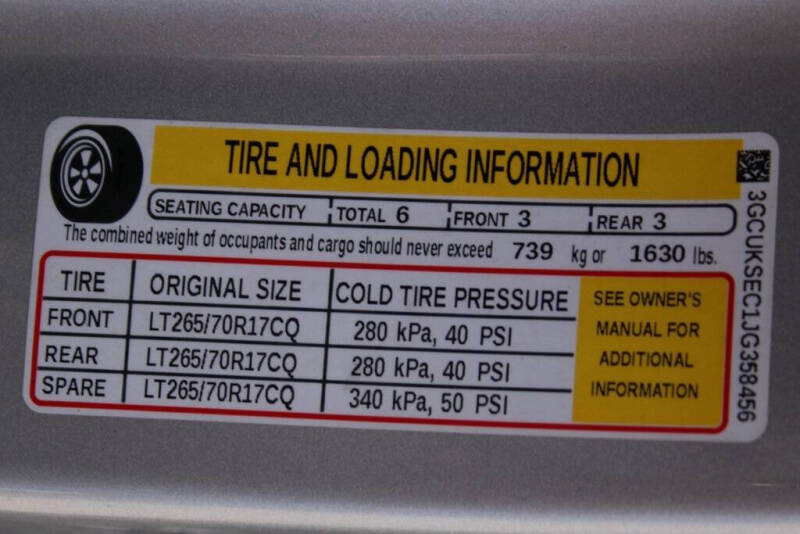 TIRE AND LOADING INFORMATION
SEATING CAPACITY TOTAL 6 FRONT 3 REAR 3
The combined weight of occupants and cargo should never exceed 739 kg or 1630 lbs.
TIRE ORIGINAL SIZE COLD TIRE PRESSURE
FRONT LT265/70R17CQ 280 kPa, 40 PSI
REAR LT265/70R17CQ 280 kPa, 40 PSI
SPARE LT265/70R17CQ 340 kPa, 50 PSI
SEE OWNER'S
MANUAL FOR
ADDITIONAL
INFORMATION
3GCUKSEC1JG358456